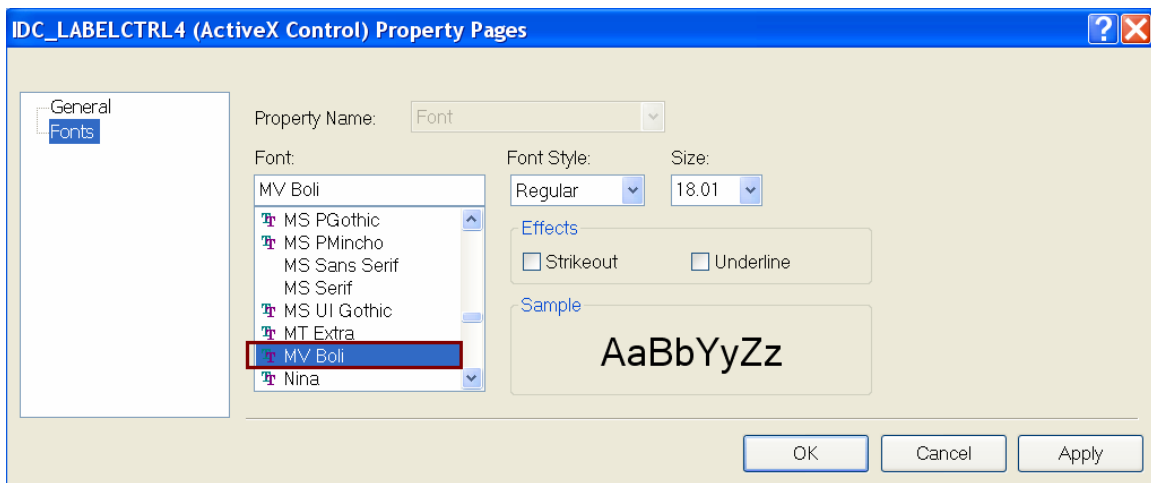 IDC_LABELCTRL4 (ActiveX Control) Property Pages
General
Fonts
Property Name: Font
Font: Font Style: Size:
MV Boli Regular 18.01
MS PGothic
MS PMincho
MS Sans Serif
MS Serif
MS UI Gothic
MT Extra
MV Boli
Nina
Effects
Strikeout Underline
Sample
AaBbYyZz
OK Cancel Apply